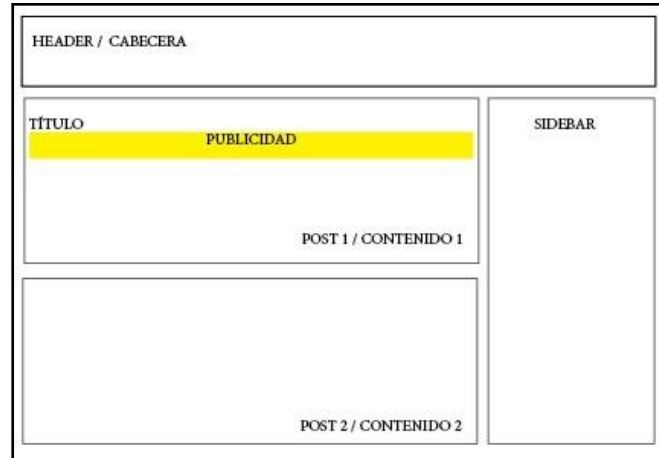 HEADER / CABECERA
TÍTULO
PUBLICIDAD
POST 1 / CONTENIDO 1
SIDEBAR
POST 2 / CONTENIDO 2